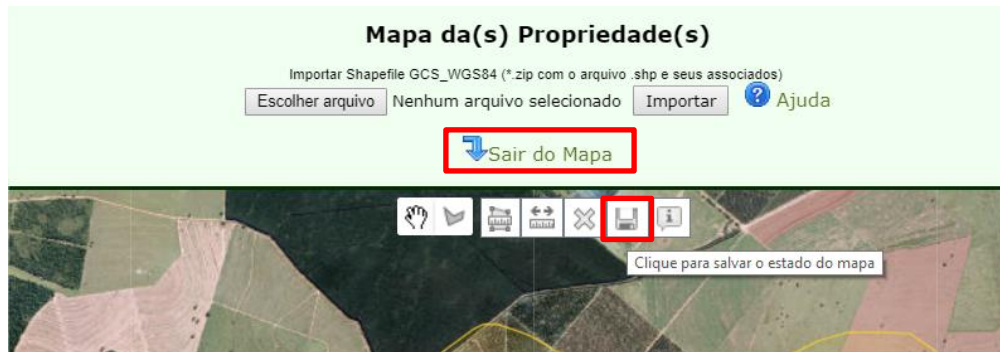 Mapa da(s) Propriedade(s)
Importar Shapefile GCS_WGS84 (*.zip com o arquivo .shp e seus associados)
Escolher arquivo Nenhum arquivo selecionado Importar ? Ajuda
Sair do Mapa
Clique para salvar o estado do mapa